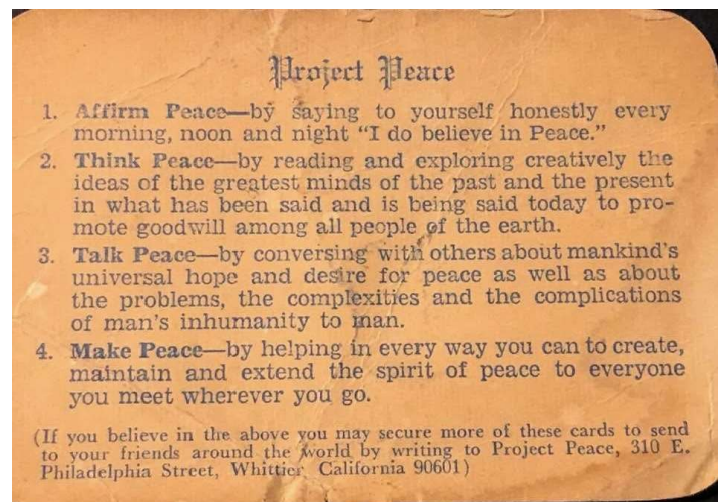 Project Peace
1. Affirm Peace—by saying to yourself honestly every
morning, noon and night “I do believe in Peace.”
2. Think Peace—by reading and exploring creatively the
ideas of the greatest minds of the past and the present
in what has been said and is being said today to pro-
mote goodwill among all people of the earth.
3. Talk Peace—by conversing with others about mankind’s
universal hope and desire for peace as well as about
the problems, the complexities and the complications
of man’s inhumanity to man.
4. Make Peace—by helping in every way you can to create,
maintain and extend the spirit of peace to everyone
you meet wherever you go.
(If you believe in the above you may secure more of these cards to send
to your friends around the world by writing to Project Peace, 310 E.
Philadelphia Street, Whittier, California 90601)